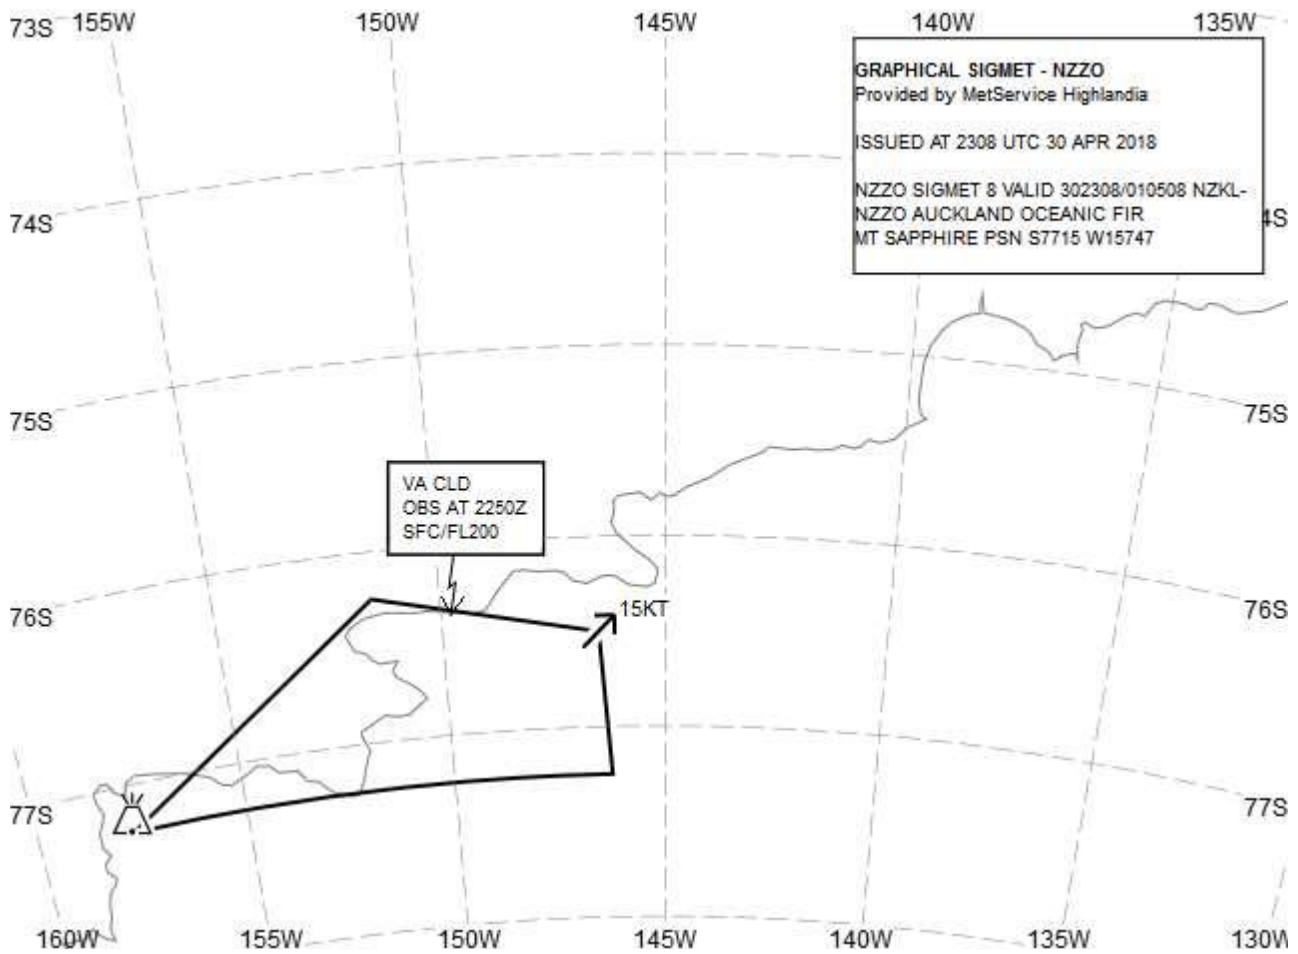 73S 155W 150W 145W 140W 135W
GRAPHICAL SIGMET - NZZO
Provided by MetService Highlandia
ISSUED AT 2308 UTC 30 APR 2018
NZZO SIGMET 8 VALID 302308/010508 NZKL-
NZZO AUCKLAND OCEANIC FIR
MT SAPPHIRE PSN S7715 W15747
74S 4S
75S 75S
VA CLD
OBS AT 2250Z
SFC/FL200
76S 15KT 76S
77S 77S
160W 155W 150W 145W 140W 135W 130W